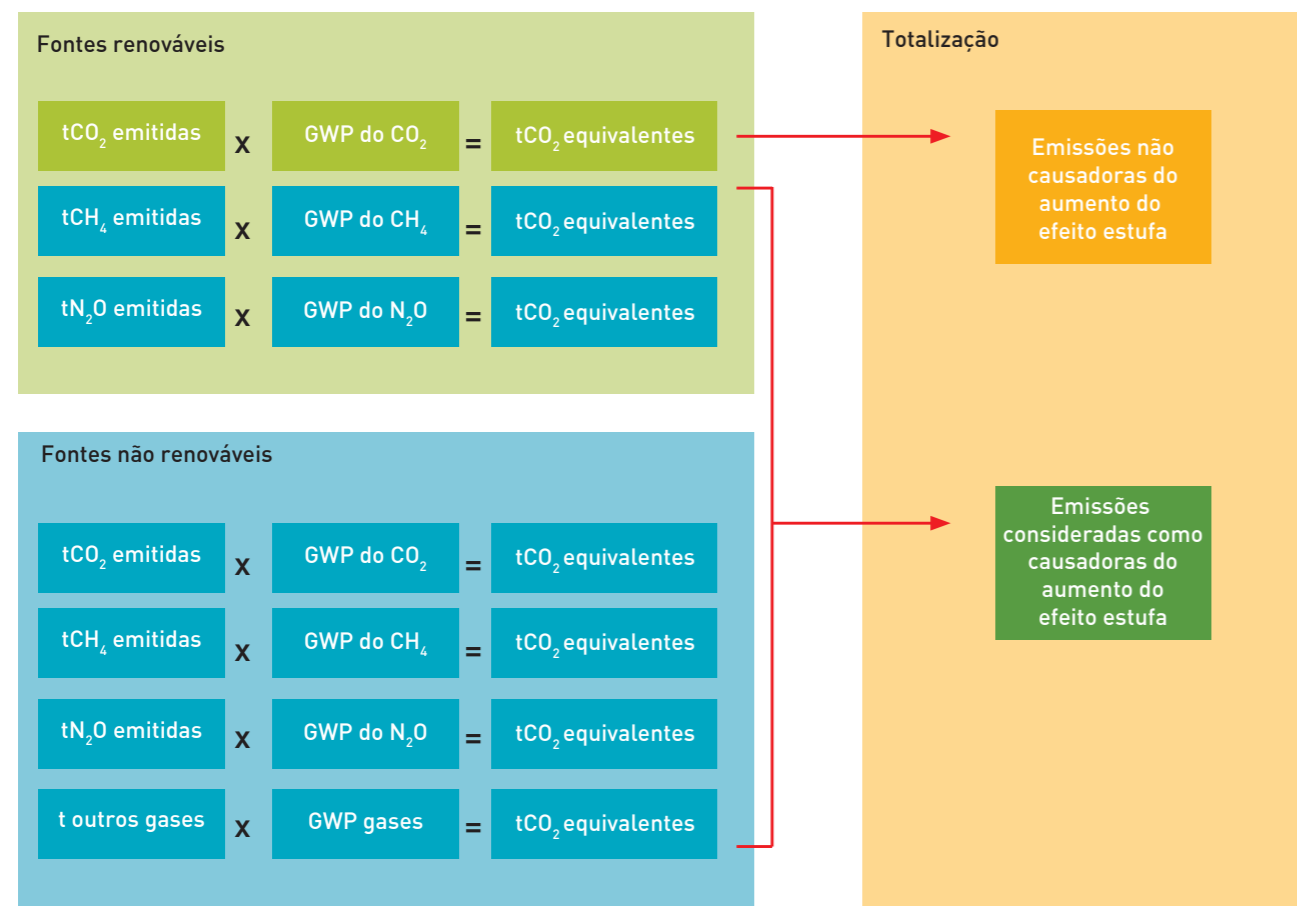 Fontes renováveis
tCO₂ emitidas x GWP do CO₂ = tCO₂ equivalentes
tCH₄ emitidas x GWP do CH₄ = tCO₂ equivalentes
tN₂O emitidas x GWP do N₂O = tCO₂ equivalentes
Fontes não renováveis
tCO₂ emitidas x GWP do CO₂ = tCO₂ equivalentes
tCH₄ emitidas x GWP do CH₄ = tCO₂ equivalentes
tN₂O emitidas x GWP do N₂O = tCO₂ equivalentes
t outros gases x GWP gases = tCO₂ equivalentes
Totalização
Emissões não
causadoras do
aumento do
efeito estufa
Emissões
consideradas como
causadoras do
aumento do
efeito estufa